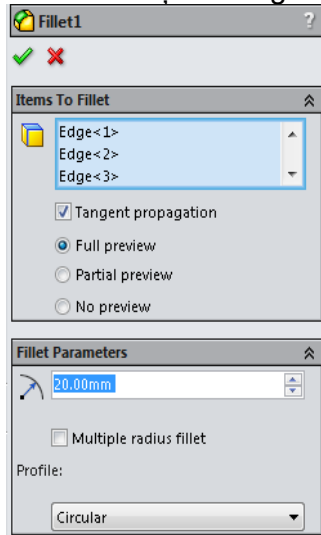 Fillet1
?
Items To Fillet
Edge<1>
Edge<2>
Edge<3>
Tangent propagation
Full preview
Partial preview
No preview
Fillet Parameters
20.00mm
Multiple radius fillet
Profile:
Circular